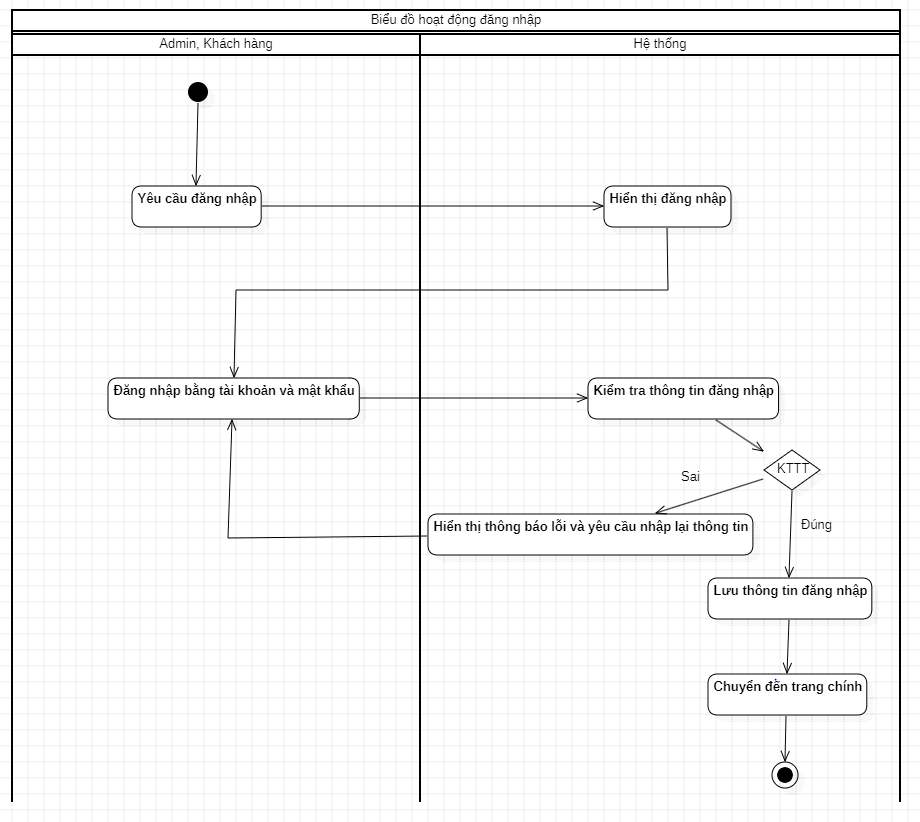 Biểu đồ hoạt động đăng nhập
Admin, Khách hàng
Hệ thống
Yêu cầu đăng nhập
Hiển thị đăng nhập
Đăng nhập bằng tài khoản và mật khẩu
Kiểm tra thông tin đăng nhập
KTTT
Sai
Hiển thị thông báo lỗi và yêu cầu nhập lại thông tin
Đúng
Lưu thông tin đăng nhập
Chuyển đễn trang chính